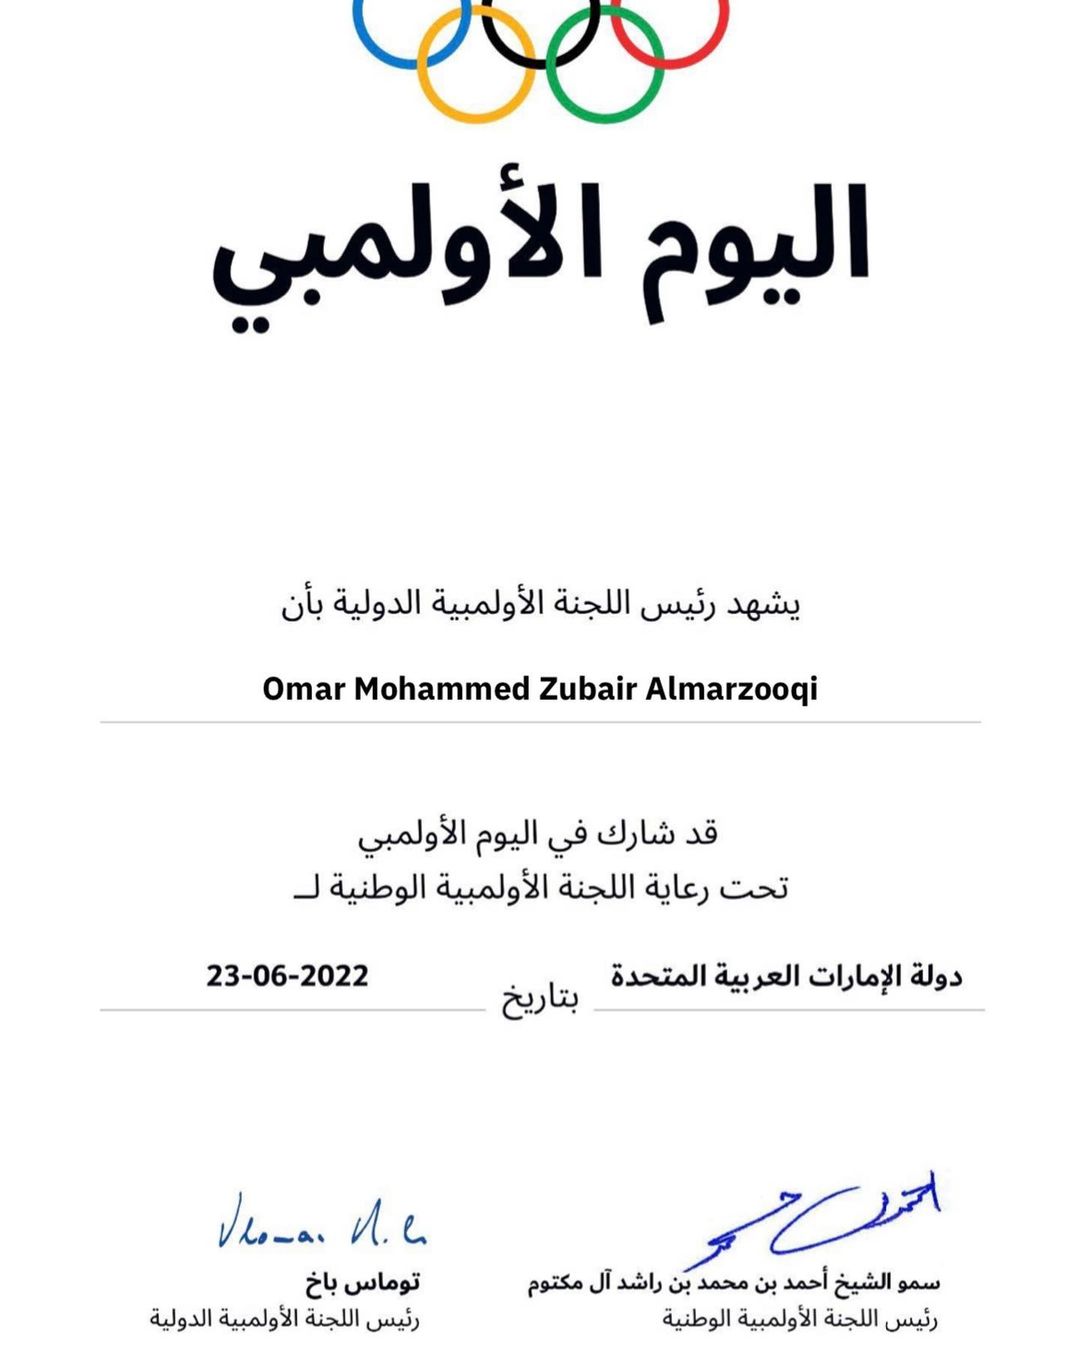 اليوم الأولمبي
يشهد رئيس اللجنة الأولمبية الدولية بأن
Omar Mohammed Zubair Almarzooqi
قد شارك في اليوم الأولمبي
تحت رعاية اللجنة الأولمبية الوطنية لـ
دولة الإمارات العربية المتحدة بتاريخ 23-06-2022
سمو الشيخ أحمد بن محمد بن راشد آل مكتوم
رئيس اللجنة الأولمبية الوطنية
توماس باخ
رئيس اللجنة الأولمبية الدولية